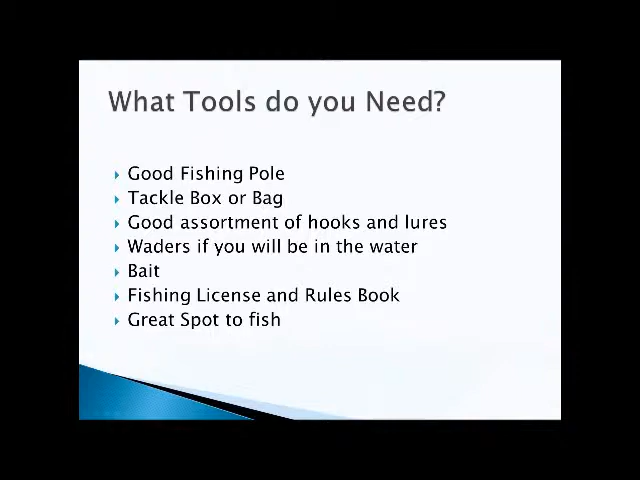 What Tools do you Need?
Good Fishing Pole
Tackle Box or Bag
Good assortment of hooks and lures
Waders if you will be in the water
Bait
Fishing License and Rules Book
Great Spot to fish